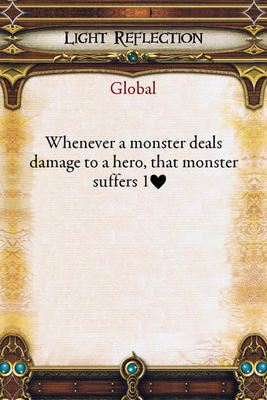 Light Reflection
Global
Whenever a monster deals
damage to a hero, that monster
suffers 1♥